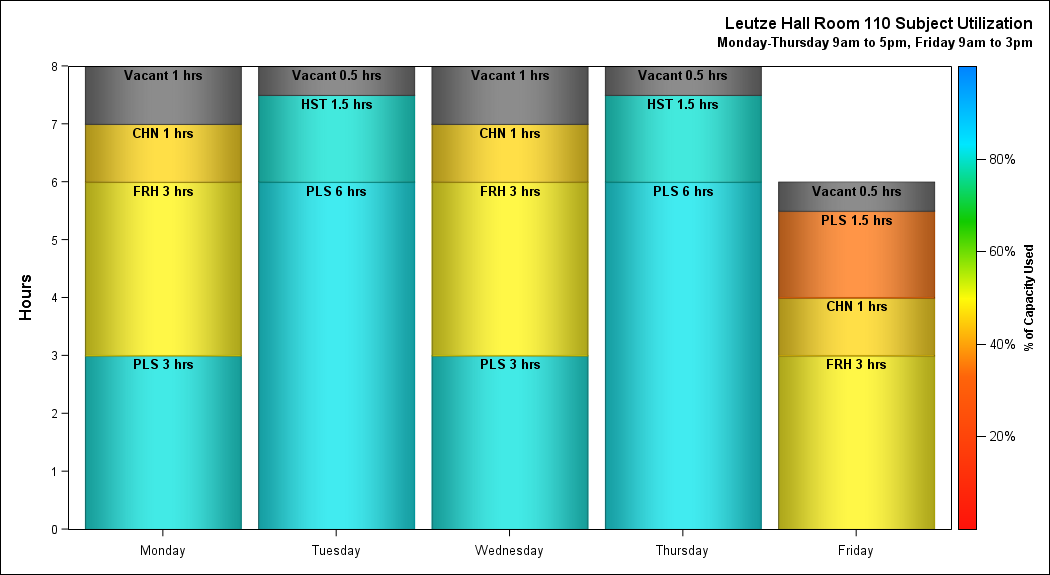 Leutze Hall Room 110 Subject Utilization
Monday-Thursday 9am to 5pm, Friday 9am to 3pm
Hours
8
7
6
5
4
3
2
1
0
Vacant 1 hrs
CHN 1 hrs
FRH 3 hrs
PLS 3 hrs
Vacant 0.5 hrs
HST 1.5 hrs
PLS 6 hrs
Vacant 1 hrs
CHN 1 hrs
FRH 3 hrs
PLS 3 hrs
Vacant 0.5 hrs
HST 1.5 hrs
PLS 6 hrs
Vacant 0.5 hrs
PLS 1.5 hrs
CHN 1 hrs
FRH 3 hrs
Monday
Tuesday
Wednesday
Thursday
Friday
80%
60%
40%
20%
% of Capacity Used